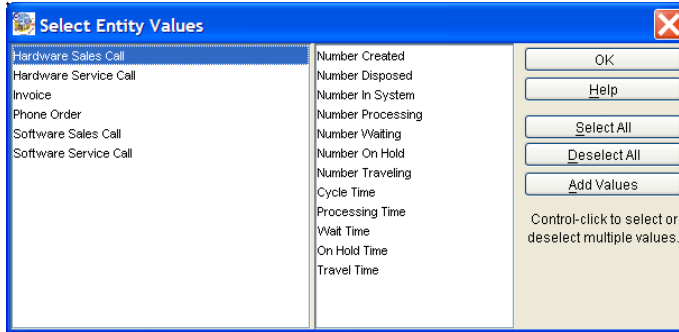 Select Entity Values
Hardware Sales Call
Hardware Service Call
Invoice
Phone Order
Software Sales Call
Software Service Call
Number Created
Number Disposed
Number In System
Number Processing
Number Waiting
Number On Hold
Number Traveling
Cycle Time
Processing Time
Wait Time
On Hold Time
Travel Time
OK
Help
Select All
Deselect All
Add Values
Control-click to select or
deselect multiple values.